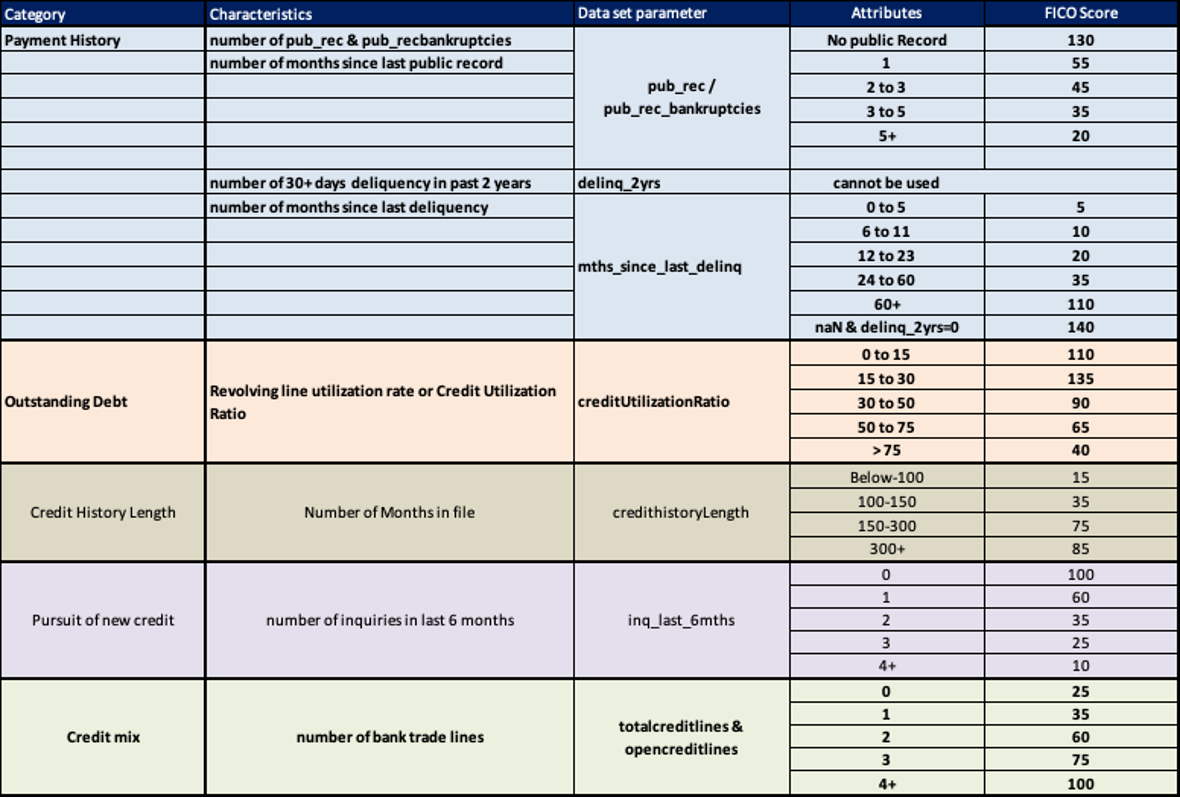 Category Characteristics Data set parameter Attributes FICO Score
Payment History number of pub_rec & pub_recbankruptcies No public Record 130
number of months since last public record 1 55
pub_rec /
pub_rec_bankruptcies
2 to 3 45
3 to 5 35
5+ 20
number of 30+ days deliquency in past 2 years delinq_2yrs cannot be used
number of months since last deliquency 0 to 5 5
6 to 11 10
mths_since_last_delinq
12 to 23 20
24 to 60 35
60+ 110
naN & delinq_2yrs=0 140
Outstanding Debt
Revolving line utilization rate or Credit Utilization
Ratio
creditUtilizationRatio
0 to 15 110
15 to 30 135
30 to 50 90
50 to 75 65
>75 40
Credit History Length Number of Months in file credithistoryLength
Below-100 15
100-150 35
150-300 75
300+ 85
Pursuit of new credit number of inquiries in last 6 months inq_last_6mths
0 100
1 60
2 35
3 25
4+ 10
Credit mix number of bank trade lines
totalcreditlines &
opencreditlines
0 25
1 35
2 60
3 75
4+ 100